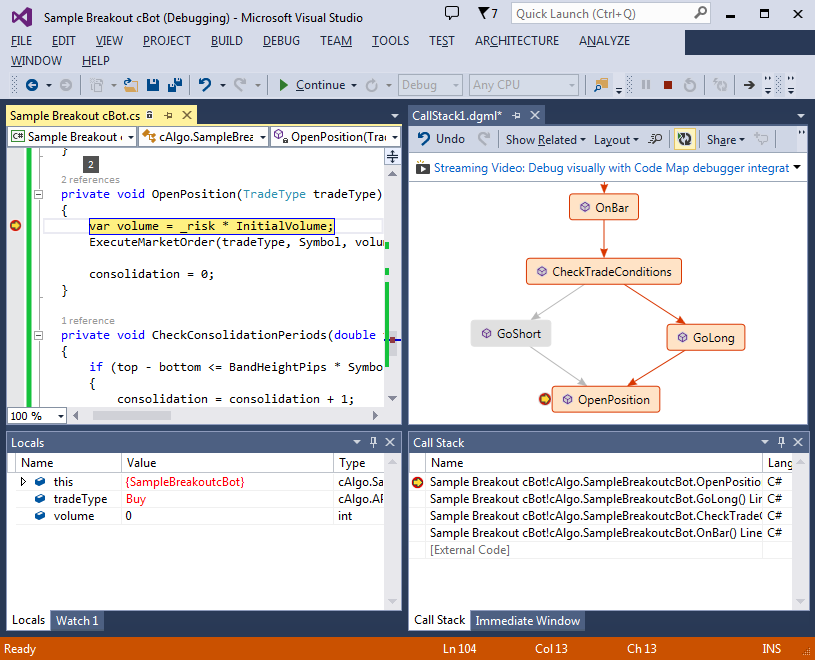 Sample Breakout cBot (Debugging) - Microsoft Visual Studio
7
Quick Launch (Ctrl+Q)
FILE EDIT VIEW PROJECT BUILD DEBUG TEAM TOOLS TEST ARCHITECTURE ANALYZE
WINDOW HELP
Continue Debug Any CPU
Sample Breakout cBot.cs
C# Sample Breakout cAlgo.SampleBrea OpenPosition(Trad
}
2
2 references
private void OpenPosition(TradeType tradeType)
{
var volume = _risk * InitialVolume;
ExecuteMarketOrder(tradeType, Symbol, volu
consolidation = 0;
}
1 reference
private void CheckConsolidationPeriods(double
{
if (top - bottom <= BandHeightPips * Symbo
{
consolidation = consolidation + 1;
100 %
CallStack1.dgml*
Undo Show Related Layout Share
Streaming Video: Debug visually with Code Map debugger integrat
OnBar
CheckTradeConditions
GoShort
GoLong
OpenPosition
Locals
Name Value Type
this {SampleBreakoutcBot} cAlgo.Sa
tradeType Buy cAlgo.AP
volume 0 int
Locals Watch 1
Call Stack
Name Lang
Sample Breakout cBot!cAlgo.SampleBreakoutcBot.OpenPositio C#
Sample Breakout cBot!cAlgo.SampleBreakoutcBot.GoLong() Lin C#
Sample Breakout cBot!cAlgo.SampleBreakoutcBot.CheckTradeC C#
Sample Breakout cBot!cAlgo.SampleBreakoutcBot.OnBar() Line C#
[External Code]
Call Stack Immediate Window
Ready Ln 104 Col 13 Ch 13 INS